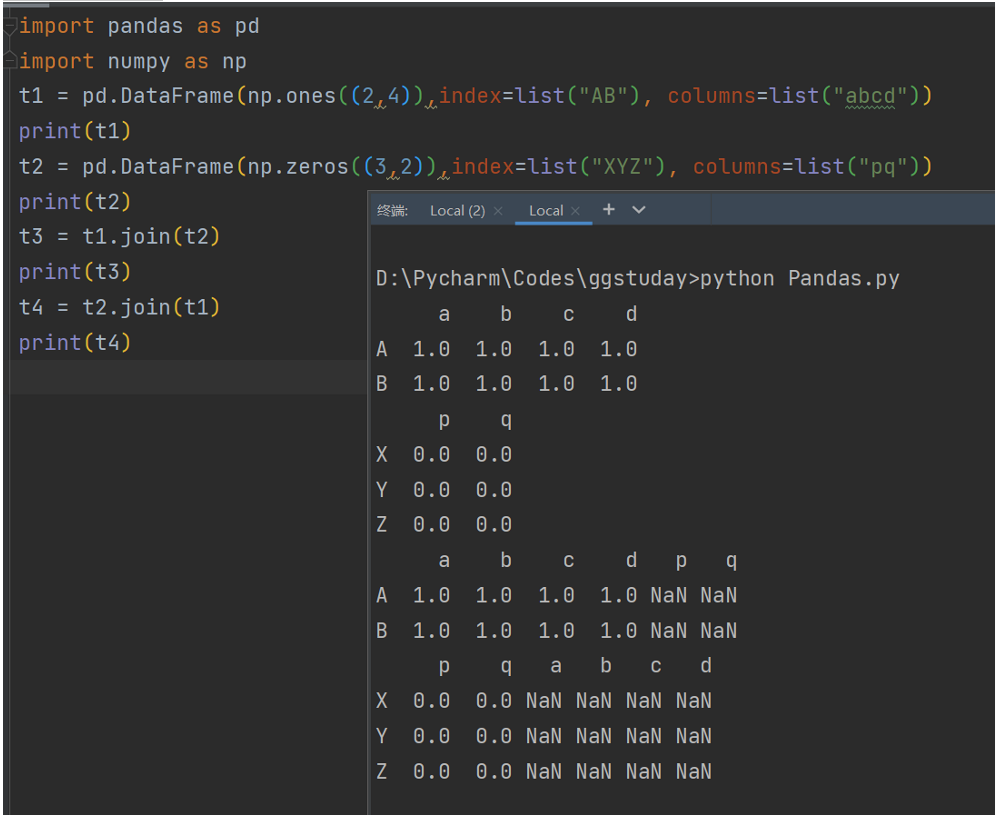 import pandas as pd
import numpy as np
t1 = pd.DataFrame(np.ones((2,4)),index=list("AB"), columns=list("abcd"))
print(t1)
t2 = pd.DataFrame(np.zeros((3,2)),index=list("XYZ"), columns=list("pq"))
print(t2)
t3 = t1.join(t2)
print(t3)
t4 = t2.join(t1)
print(t4)
终端: Local (2) × Local × +
D:\Pycharm\Codes\ggstuday>python Pandas.py
     a    b    c    d
A  1.0  1.0  1.0  1.0
B  1.0  1.0  1.0  1.0
     p    q
X  0.0  0.0
Y  0.0  0.0
Z  0.0  0.0
     a    b    c    d   p   q
A  1.0  1.0  1.0  1.0 NaN NaN
B  1.0  1.0  1.0  1.0 NaN NaN
     p    q   a   b   c   d
X  0.0  0.0 NaN NaN NaN NaN
Y  0.0  0.0 NaN NaN NaN NaN
Z  0.0  0.0 NaN NaN NaN NaN